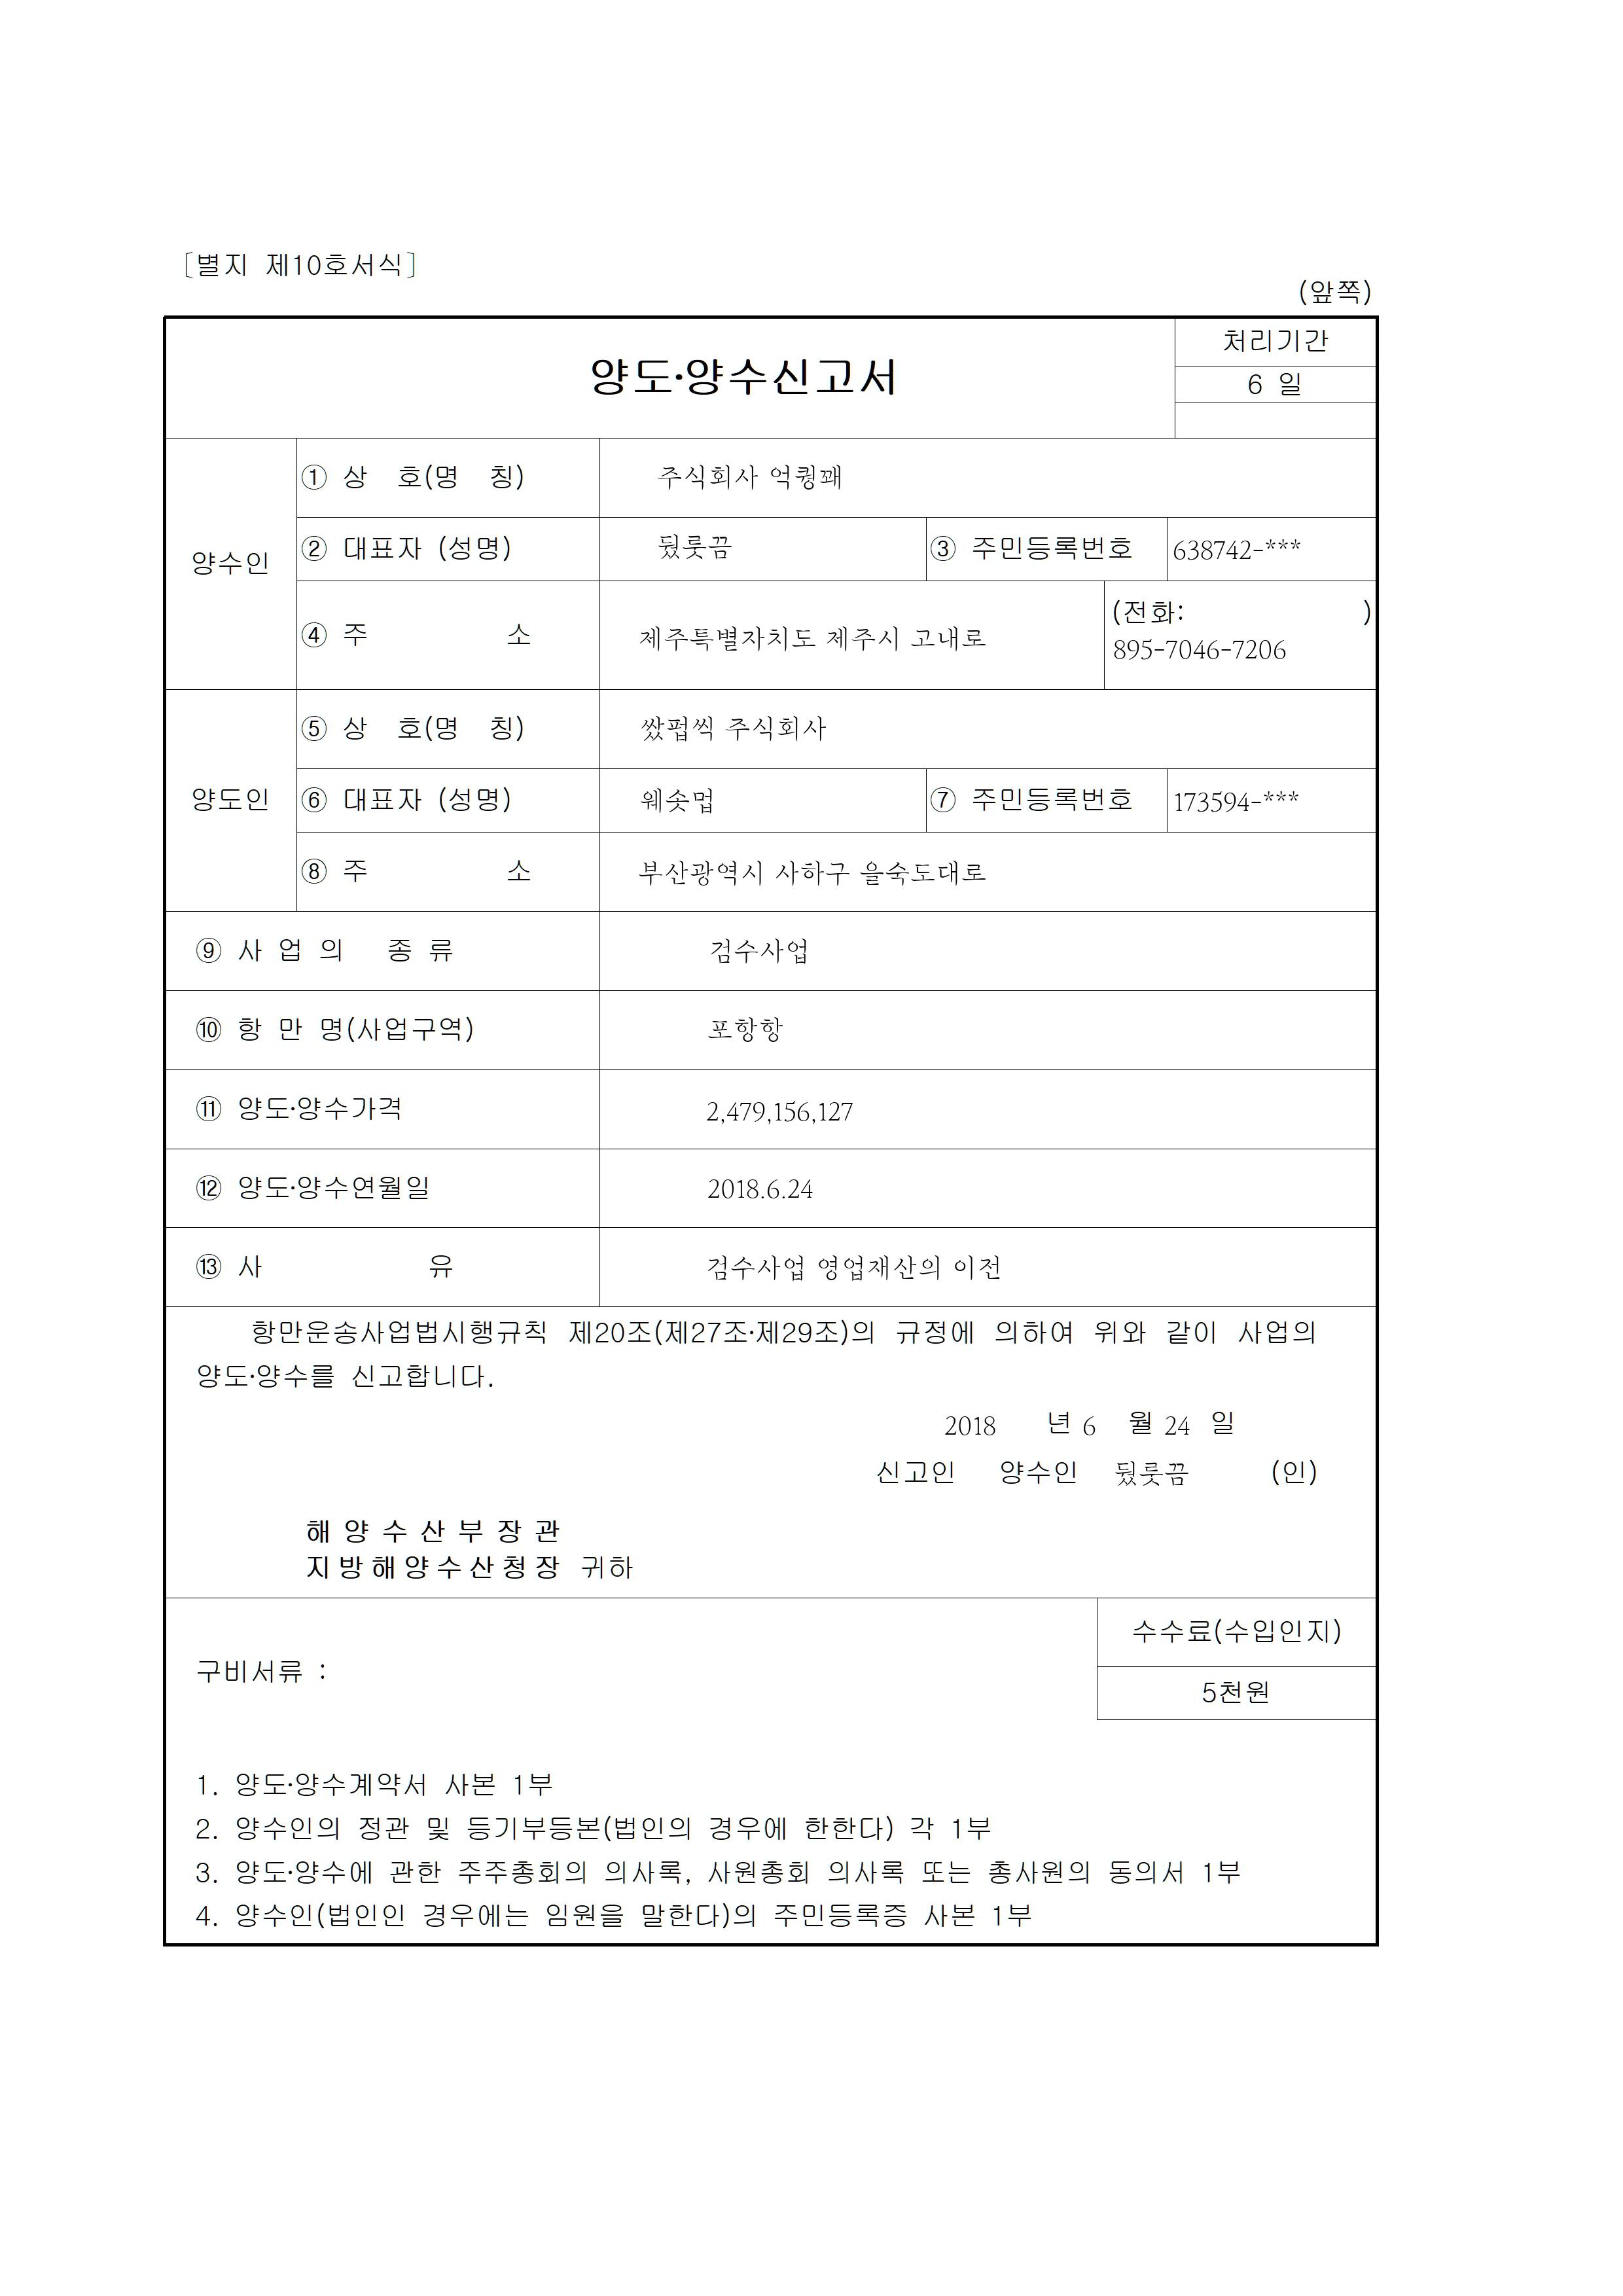 [별지 제10호서식]
(앞쪽)
양도·양수신고서
처리기간
6 일
양수인
① 상 호(명 칭) 주식회사 억퀑꽤
② 대표자 (성명) 뒀룻끔 ③ 주민등록번호 638742-***
④ 주 소 제주특별자치도 제주시 고내로 (전화: )
895-7046-7206
양도인
⑤ 상 호(명 칭) 쌌펍씩 주식회사
⑥ 대표자 (성명) 웨솟멉 ⑦ 주민등록번호 173594-***
⑧ 주 소 부산광역시 사하구 을숙도대로
⑨ 사 업 의 종 류 검수사업
⑩ 항 만 명(사업구역) 포항항
⑪ 양도·양수가격 2,479,156,127
⑫ 양도·양수연월일 2018.6.24
⑬ 사 유 검수사업 영업재산의 이전
항만운송사업법시행규칙 제20조(제27조·제29조)의 규정에 의하여 위와 같이 사업의
양도·양수를 신고합니다.
2018 년 6 월 24 일
신고인 양수인 뒀룻끔 (인)
해 양 수 산 부 장 관
지 방 해 양 수 산 청 장 귀하
구비서류 :
수수료(수입인지)
5천원
1. 양도·양수계약서 사본 1부
2. 양수인의 정관 및 등기부등본(법인의 경우에 한한다) 각 1부
3. 양도·양수에 관한 주주총회의 의사록, 사원총회 의사록 또는 총사원의 동의서 1부
4. 양수인(법인인 경우에는 임원을 말한다)의 주민등록증 사본 1부